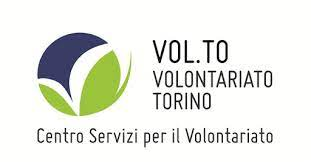 VOL.TO
VOLONTARIATO
TORINO
Centro Servizi per il Volontariato